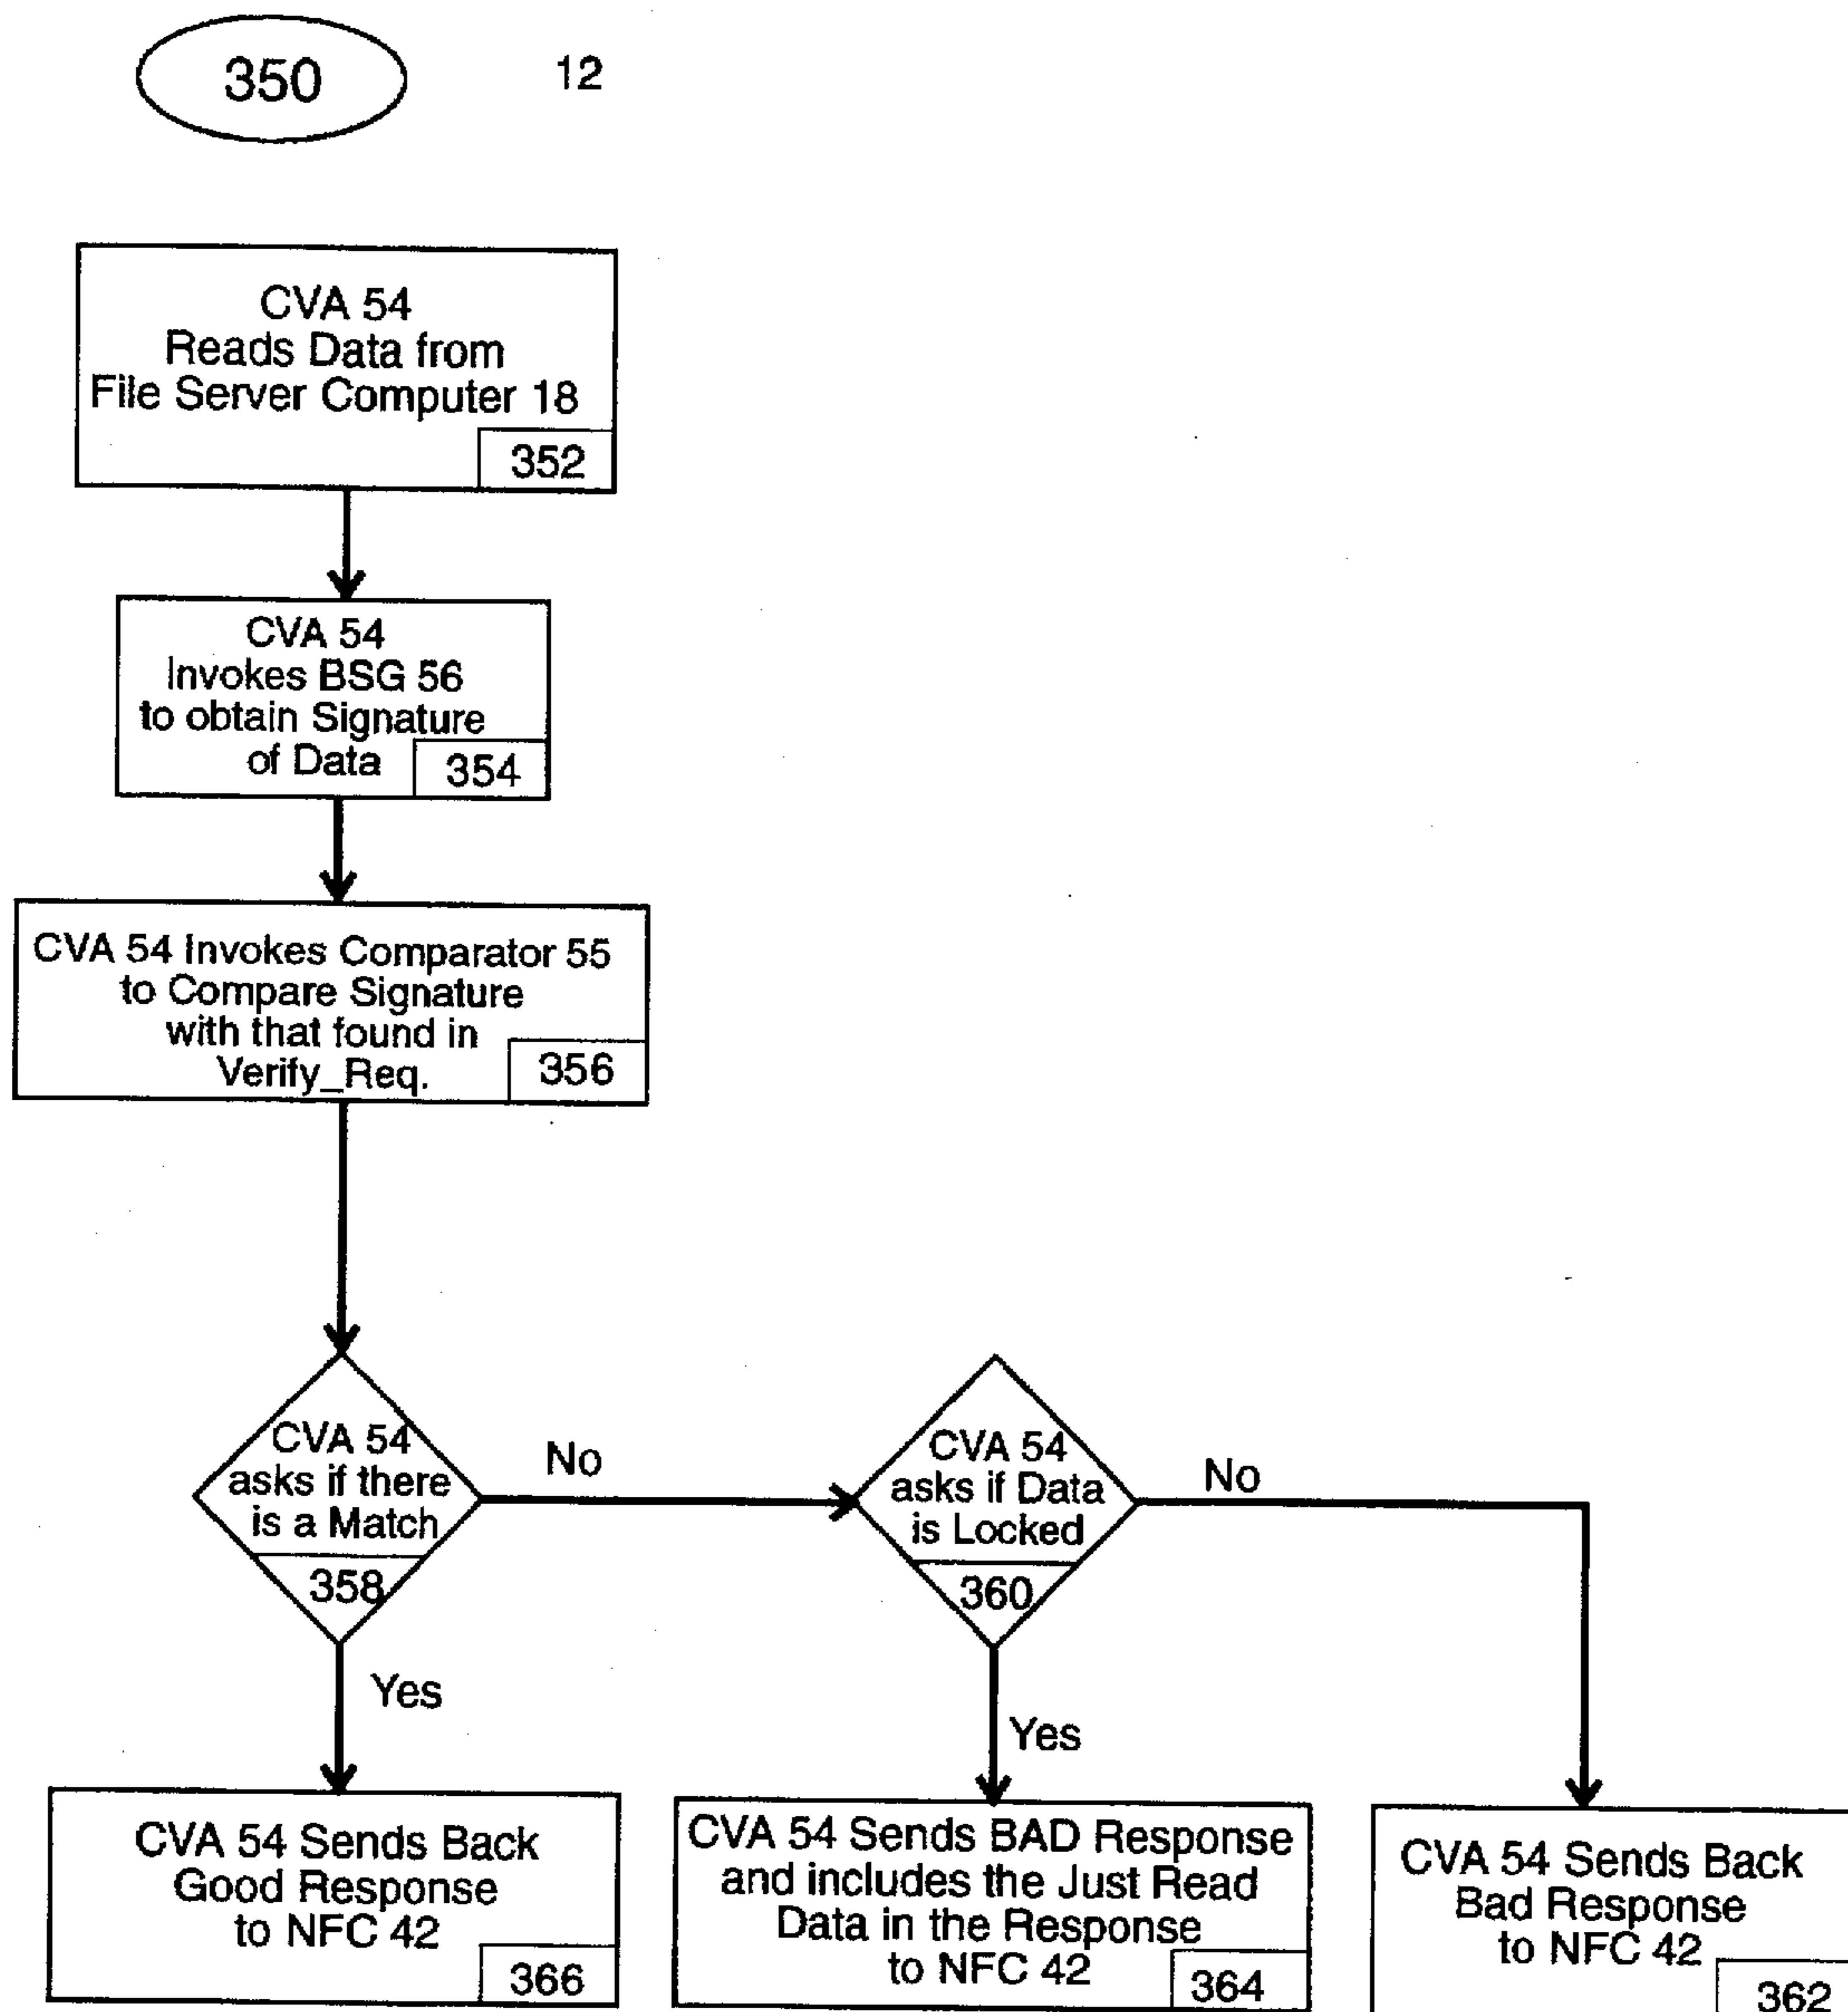 350
12
CVA 54
Reads Data from
File Server Computer 18
352
CVA 54
Invokes BSG 56
to obtain Signature
of Data
354
CVA 54 Invokes Comparator 55
to Compare Signature
with that found in
Verify_Req.
356
CVA 54
asks if there
is a Match
358
No
Yes
CVA 54
asks if Data
is Locked
360
No
Yes
CVA 54 Sends Back
Good Response
to NFC 42
366
CVA 54 Sends BAD Response
and includes the Just Read
Data in the Response
to NFC 42
364
CVA 54 Sends Back
Bad Response
to NFC 42
362